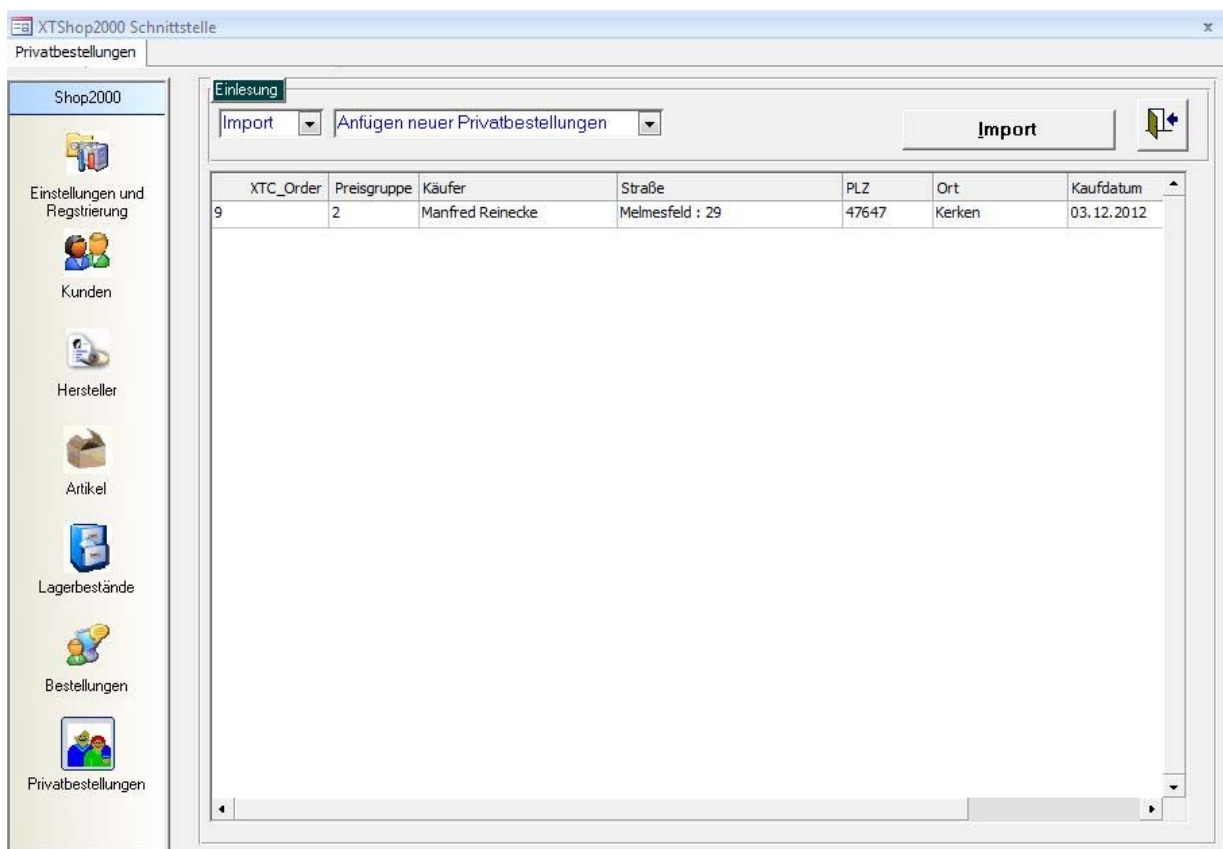 XTShop2000 Schnittstelle
Privatbestellungen
Shop2000
Einstellungen und
Regstrierung
Kunden
Hersteller
Artikel
Lagerbestände
Bestellungen
Privatbestellungen
Einlesung
Import Anfügen neuer Privatbestellungen Import
XTC_Order Preisgruppe Käufer Straße PLZ Ort Kaufdatum
9 2 Manfred Reinecke Melmesfeld : 29 47647 Kerken 03.12.2012